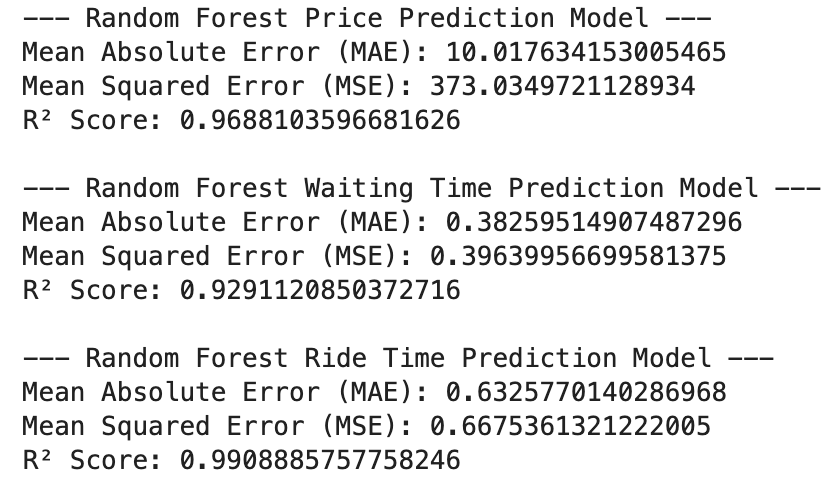 --- Random Forest Price Prediction Model ---
Mean Absolute Error (MAE): 10.017634153005465
Mean Squared Error (MSE): 373.0349721128934
R² Score: 0.9688103596681626
--- Random Forest Waiting Time Prediction Model ---
Mean Absolute Error (MAE): 0.38259514907487296
Mean Squared Error (MSE): 0.39639956699581375
R² Score: 0.9291120850372716
--- Random Forest Ride Time Prediction Model ---
Mean Absolute Error (MAE): 0.6325770140286968
Mean Squared Error (MSE): 0.6675361321222005
R² Score: 0.9908885757758246